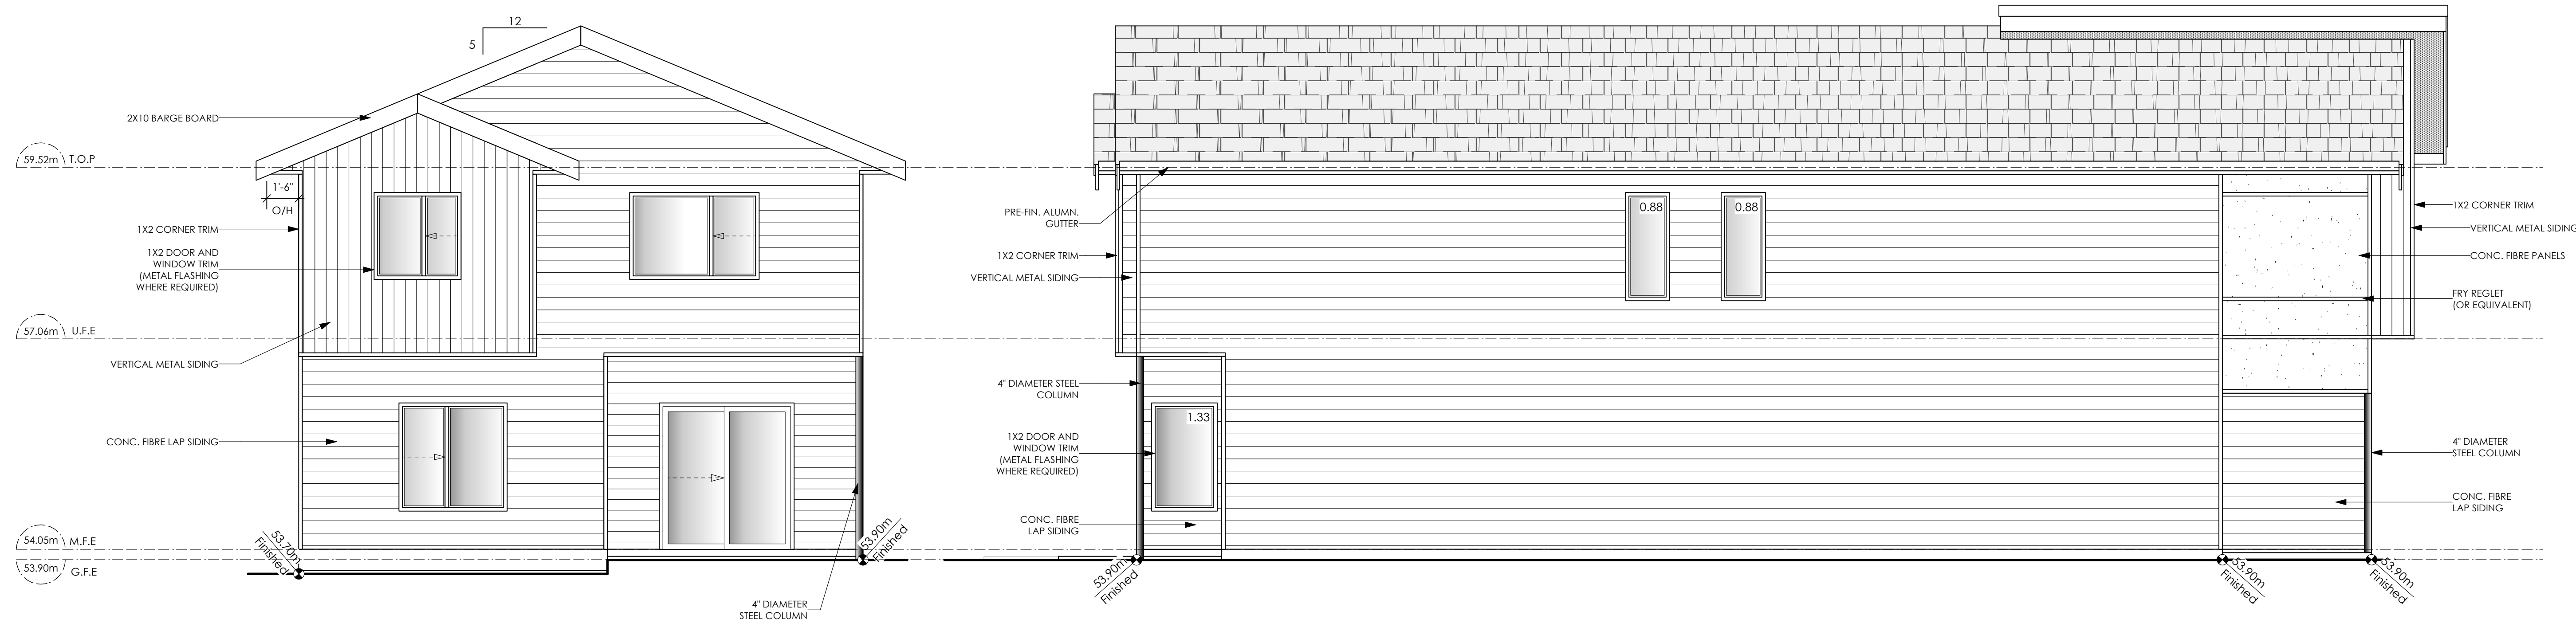 12
5
2X10 BARGE BOARD
59.52m T.O.P
1'-6"
O/H
1X2 CORNER TRIM
1X2 DOOR AND
WINDOW TRIM
(METAL FLASHING
WHERE REQUIRED)
57.06m U.F.E
VERTICAL METAL SIDING
CONC. FIBRE LAP SIDING
54.05m M.F.E
53.90m G.F.E
53.70m
Finished
53.90m
Finished
4" DIAMETER
STEEL COLUMN
PRE-FIN. ALUMN.
GUTTER
1X2 CORNER TRIM
VERTICAL METAL SIDING
4" DIAMETER STEEL
COLUMN
1X2 DOOR AND
WINDOW TRIM
(METAL FLASHING
WHERE REQUIRED)
CONC. FIBRE
LAP SIDING
0.88
0.88
1.33
53.90m
Finished
53.90m
Finished
53.90m
Finished
1X2 CORNER TRIM
VERTICAL METAL SIDING
CONC. FIBRE PANELS
FRY REGLET
(OR EQUIVALENT)
4" DIAMETER
STEEL COLUMN
CONC. FIBRE
LAP SIDING